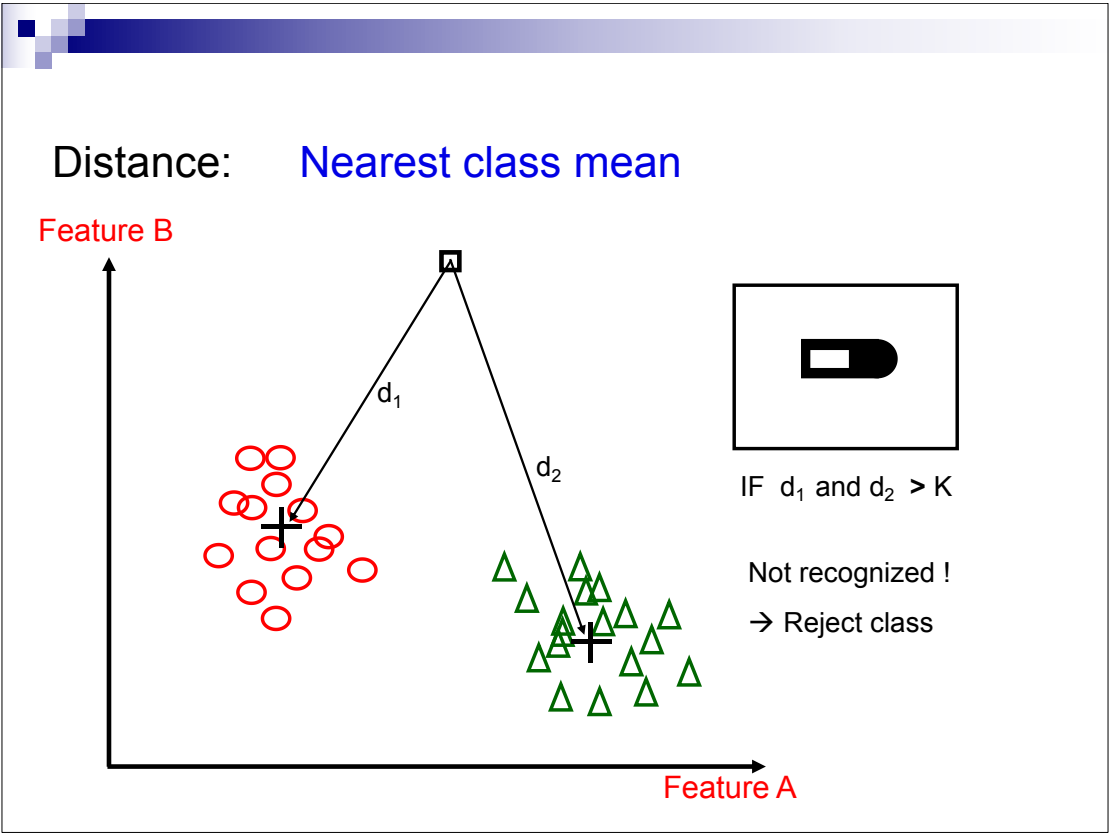 Distance: Nearest class mean
Feature B
d₁
d₂
IF d₁ and d₂ > K
Not recognized !
→ Reject class
Feature A